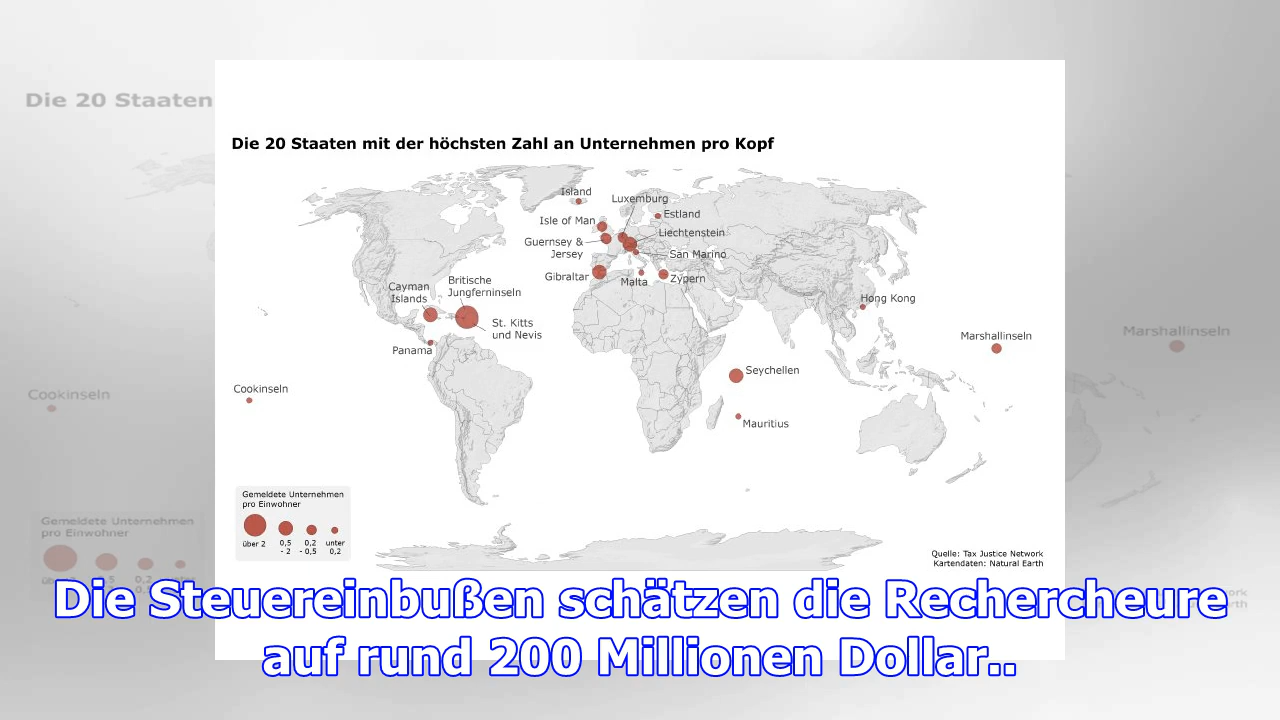 Die 20 Staaten
Die 20 Staaten mit der höchsten Zahl an Unternehmen pro Kopf
Island
Luxemburg
Isle of Man
Estland
Guernsey &
Jersey
Liechtenstein
San Marino
Gibraltar
Malta
Zypern
Cayman
Islands
Britische
Jungferninseln
St. Kitts
und Nevis
Panama
Hong Kong
Marshallinseln
Marshallinseln
Seychellen
Cookinseln
Cookinseln
Mauritius
Gemeldete Unternehmen
pro Einwohner
über 2
0,5
- 2
0,2
- 0,5
unter
0,2
Gemeldete Unternehmen
pro Einwohner
Quelle: Tax Justice Network
Kartendaten: Natural Earth
Die Steuereinbußen schätzen die Rechercheure
auf rund 200 Millionen Dollar..